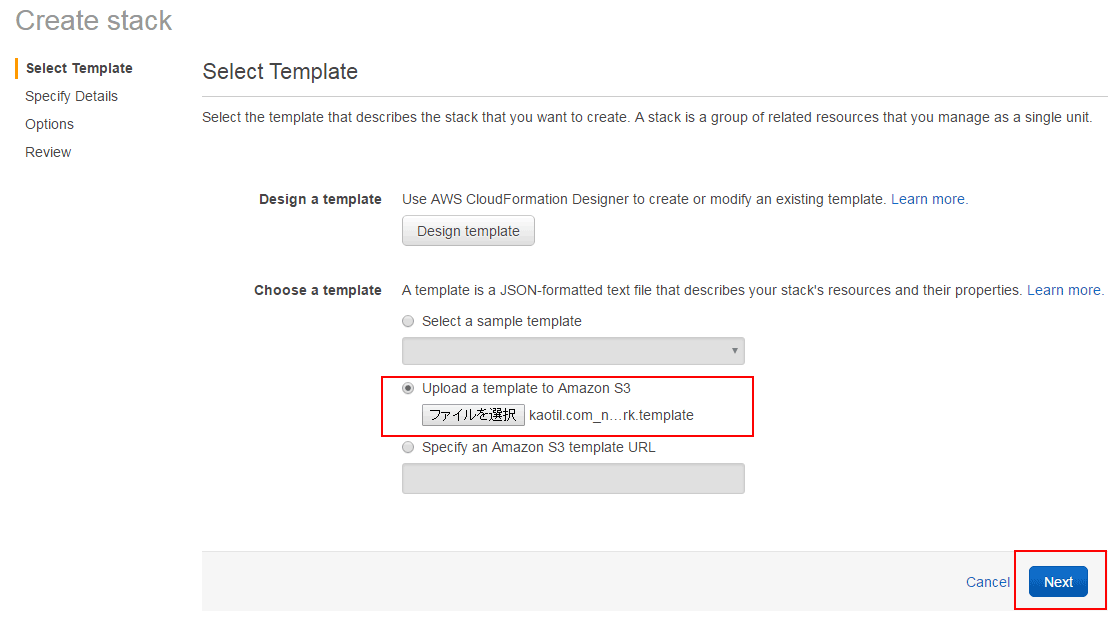 Create stack
Select Template
Specify Details
Options
Review
Select Template
Select the template that describes the stack that you want to create. A stack is a group of related resources that you manage as a single unit.
Design a template
Use AWS CloudFormation Designer to create or modify an existing template. Learn more.
Design template
Choose a template
A template is a JSON-formatted text file that describes your stack's resources and their properties. Learn more.
Select a sample template
Upload a template to Amazon S3
ファイルを選択 kaotil.com_n...rk.template
Specify an Amazon S3 template URL
Cancel
Next